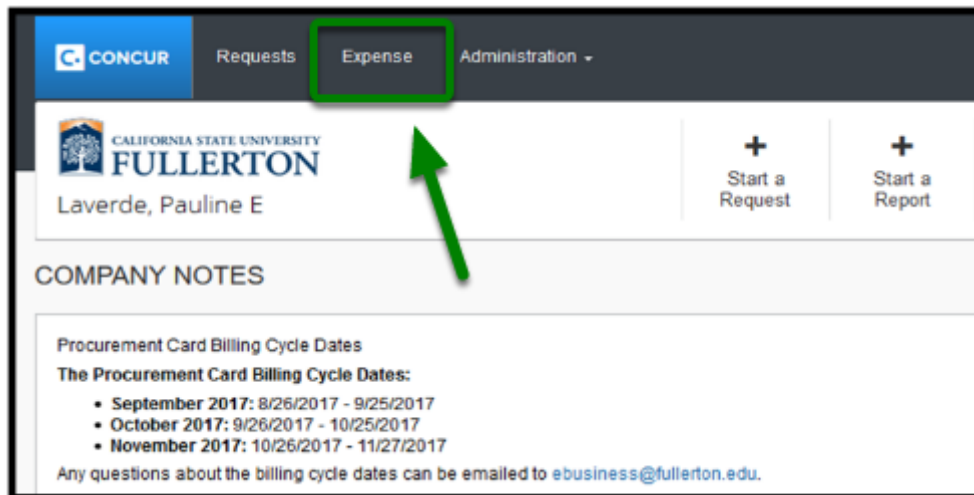 C. CONCUR Requests Expense Administration
CALIFORNIA STATE UNIVERSITY
FULLERTON
Laverde, Pauline E
+ Start a Request
+ Start a Report
COMPANY NOTES
Procurement Card Billing Cycle Dates
The Procurement Card Billing Cycle Dates:
• September 2017: 8/26/2017 - 9/25/2017
• October 2017: 9/26/2017 - 10/25/2017
• November 2017: 10/26/2017 - 11/27/2017
Any questions about the billing cycle dates can be emailed to ebusiness@fullerton.edu.